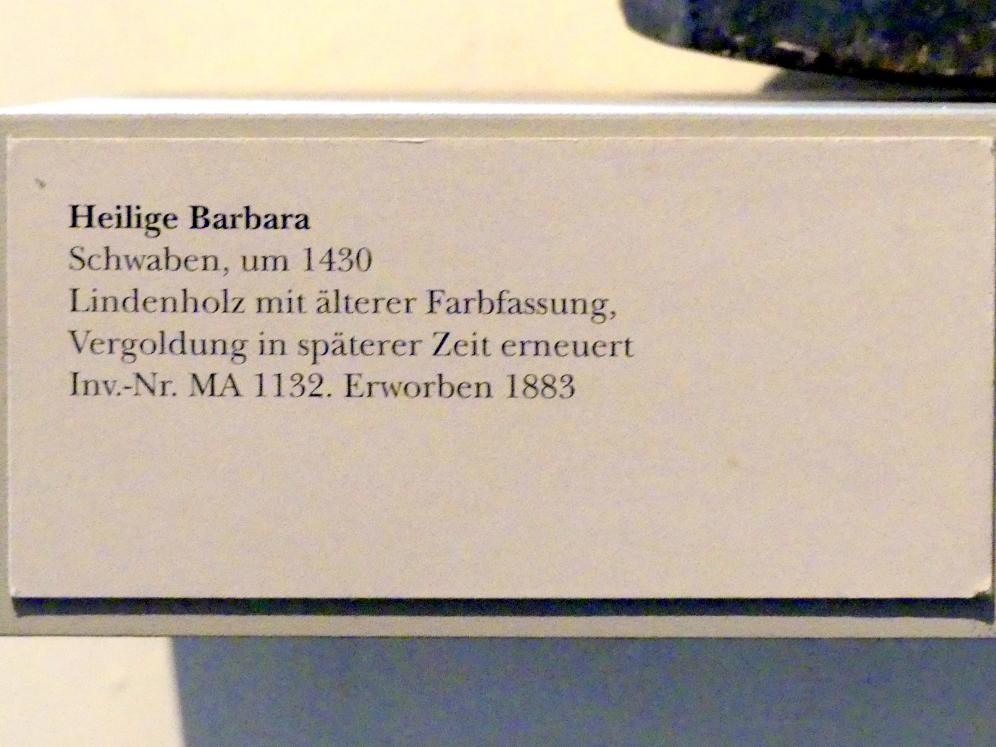 Heilige Barbara
Schwaben, um 1430
Lindenholz mit älterer Farbfassung,
Vergoldung in späterer Zeit erneuert
Inv.-Nr. MA 1132. Erworben 1883